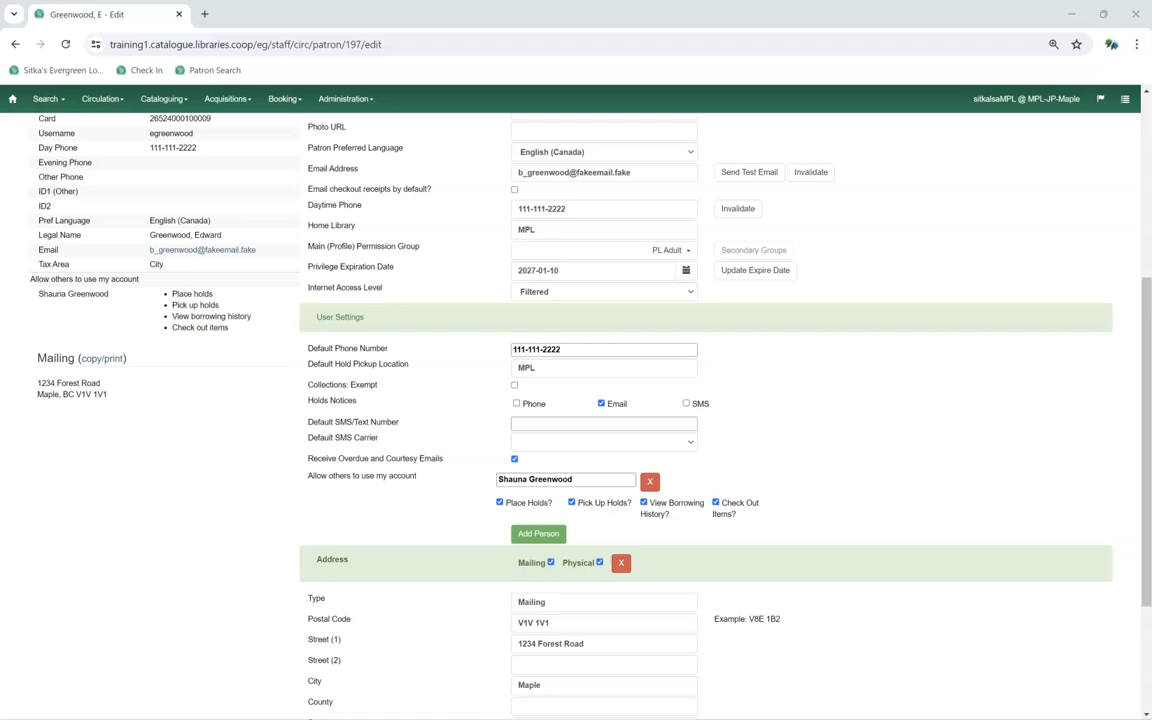 Greenwood, E - Edit
training1.catalogue.libraries.coop/eg/staff/circ/patron/197/edit
Sitka's Evergreen Lo... Check In Patron Search
Search Circulation Cataloguing Acquisitions Booking Administration sitkalsaMPL @ MPL-JP-Maple
Card 26524000100009
Username egreenwood
Day Phone 111-111-2222
Evening Phone
Other Phone
ID1 (Other)
ID2
Pref Language English (Canada)
Legal Name Greenwood, Edward
Email b_greenwood@fakeemail.fake
Tax Area City
Allow others to use my account
Shauna Greenwood
• Place holds
• Pick up holds
• View borrowing history
• Check out items
Mailing (copy/print)
1234 Forest Road
Maple, BC V1V 1V1
Photo URL
Patron Preferred Language English (Canada)
Email Address b_greenwood@fakeemail.fake Send Test Email Invalidate
Email checkout receipts by default?
Daytime Phone 111-111-2222 Invalidate
Home Library MPL
Main (Profile) Permission Group PL Adult Secondary Groups
Privilege Expiration Date 2027-01-10 Update Expire Date
Internet Access Level Filtered
User Settings
Default Phone Number 111-111-2222
Default Hold Pickup Location MPL
Collections: Exempt
Holds Notices Phone Email SMS
Default SMS/Text Number
Default SMS Carrier
Receive Overdue and Courtesy Emails
Allow others to use my account Shauna Greenwood X
Place Holds? Pick Up Holds? View Borrowing History? Check Out Items?
Add Person
Address Mailing Physical X
Type Mailing
Postal Code V1V 1V1 Example: V8E 1B2
Street (1) 1234 Forest Road
Street (2)
City Maple
County